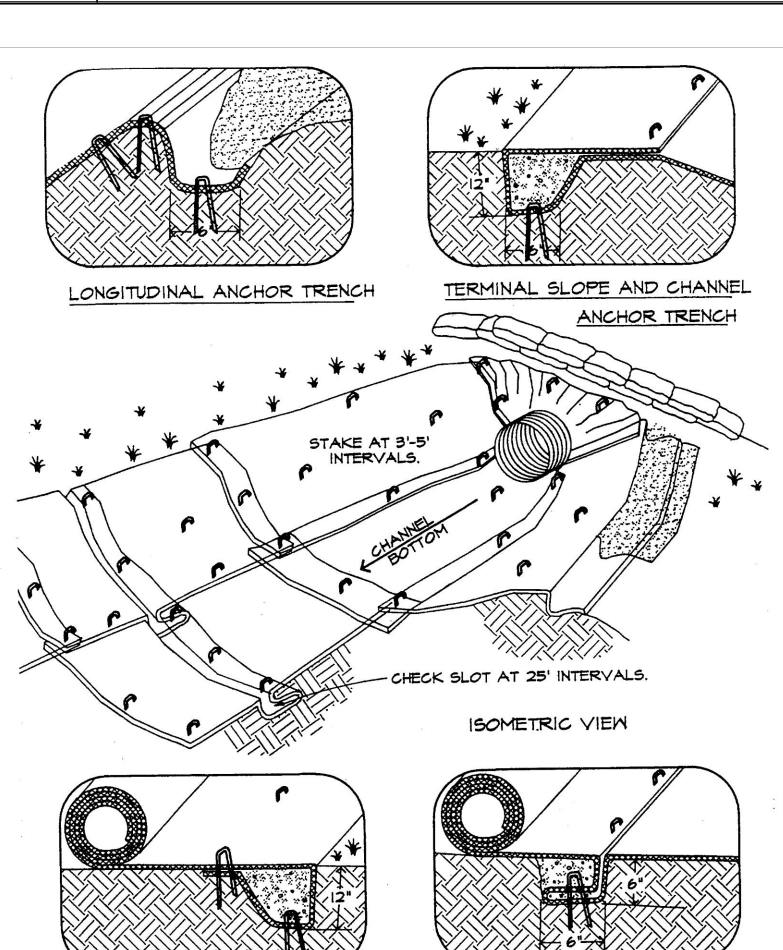 6"
12"
6"
LONGITUDINAL ANCHOR TRENCH
TERMINAL SLOPE AND CHANNEL
ANCHOR TRENCH
STAKE AT 3'-5'
INTERVALS.
CHANNEL
BOTTOM
CHECK SLOT AT 25' INTERVALS.
ISOMETRIC VIEW
12"
6"
6"